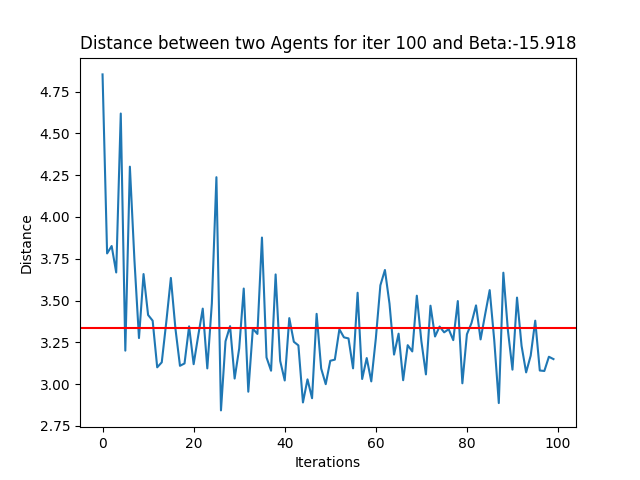 Distance between two Agents for iter 100 and Beta:-15.918
4.75
4.50
4.25
4.00
3.75
3.50
3.25
3.00
2.75
Distance
0 20 40 60 80 100
Iterations